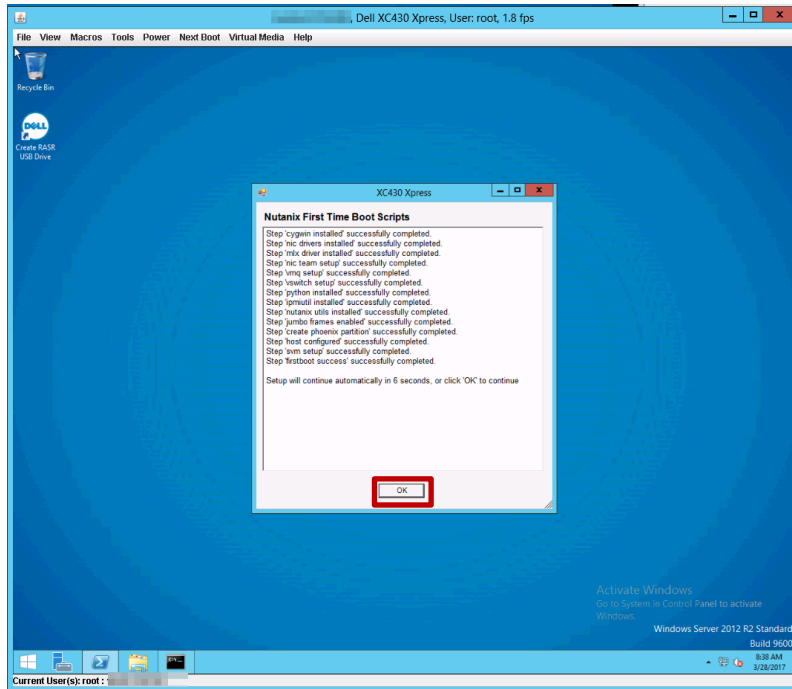 , Dell XC430 Xpress, User: root, 1.8 fps
File View Macros Tools Power Next Boot Virtual Media Help
Recycle Bin
DELL
Create RASR
USB Drive
XC430 Xpress
Nutanix First Time Boot Scripts
Step 'cygwin installed' successfully completed.
Step 'nic drivers installed' successfully completed.
Step 'mlx driver installed' successfully completed.
Step 'nic team setup' successfully completed.
Step 'vmq setup' successfully completed.
Step 'vswitch setup' successfully completed.
Step 'python installed' successfully completed.
Step 'ipmiutil installed' successfully completed.
Step 'nutanix utils installed' successfully completed.
Step 'jumbo frames enabled' successfully completed.
Step 'create phoenix partition' successfully completed.
Step 'host configured' successfully completed.
Step 'svm setup' successfully completed.
Step 'firstboot success' successfully completed.
Setup will continue automatically in 6 seconds, or click 'OK' to continue
OK
Activate Windows
Go to System in Control Panel to activate
Windows.
Windows Server 2012 R2 Standard
Build 9600
8:38 AM
3/28/2017
Current User(s): root :